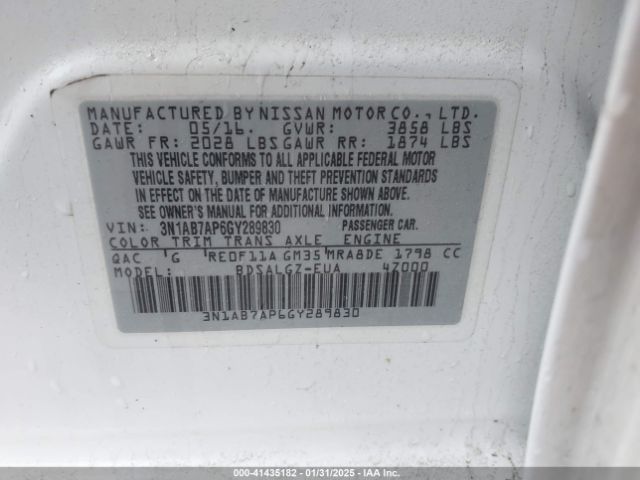 MANUFACTURED BY NISSAN MOTOR CO., LTD.
DATE: 05/16. GVWR: 3858 LBS
GAWR FR: 2028 LBS GAWR RR: 1874 LBS
THIS VEHICLE CONFORMS TO ALL APPLICABLE FEDERAL MOTOR
VEHICLE SAFETY, BUMPER AND THEFT PREVENTION STANDARDS
IN EFFECT ON THE DATE OF MANUFACTURE SHOWN ABOVE.
SEE OWNER'S MANUAL FOR ADDITIONAL INFORMATION.
VIN: 3N1AB7AP6GY289830 PASSENGER CAR.
COLOR TRIM TRANS AXLE ENGINE
QAC G RE0F11A GM35 MRA8DE 1798 CC
MODEL BDSALGZ-EUA 47000
3N1AB7AP6GY289830
000-41435182 - 01/31/2025 - IAA Inc.